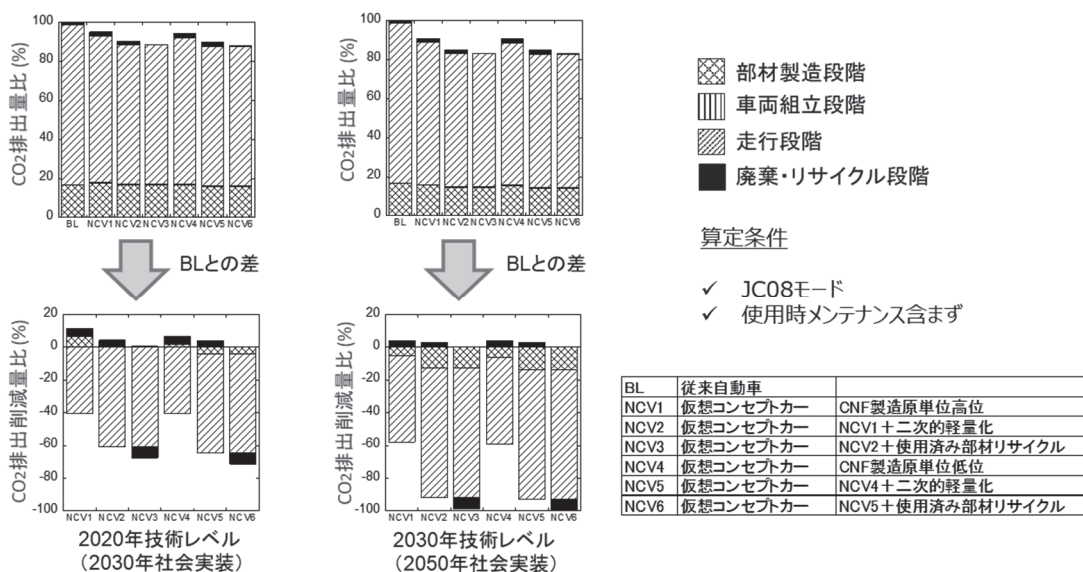 CO2排出量比(%)
100
80
60
40
20
0
BL NCV1 NCV2 NCV3 NCV4 NCV5 NCV6
BLとの差
CO2排出削減量比(%)
20
0
-20
-40
-60
-80
-100
NCV1 NCV2 NCV3 NCV4 NCV5 NCV6
2020年技術レベル
（2030年社会実装）
CO2排出量比(%)
100
80
60
40
20
0
BL NCV1 NCV2 NCV3 NCV4 NCV5 NCV6
BLとの差
CO2排出削減量比(%)
20
0
-20
-40
-60
-80
-100
NCV1 NCV2 NCV3 NCV4 NCV5 NCV6
2030年技術レベル
（2050年社会実装）
部材製造段階
車両組立段階
走行段階
廃棄・リサイクル段階
算定条件
✓ JC08モード
✓ 使用時メンテナンス含まず
BL 従来自動車
NCV1 仮想コンセプトカー CNF製造原単位高位
NCV2 仮想コンセプトカー NCV1＋二次的軽量化
NCV3 仮想コンセプトカー NCV2＋使用済み部材リサイクル
NCV4 仮想コンセプトカー CNF製造原単位低位
NCV5 仮想コンセプトカー NCV4＋二次的軽量化
NCV6 仮想コンセプトカー NCV5＋使用済み部材リサイクル